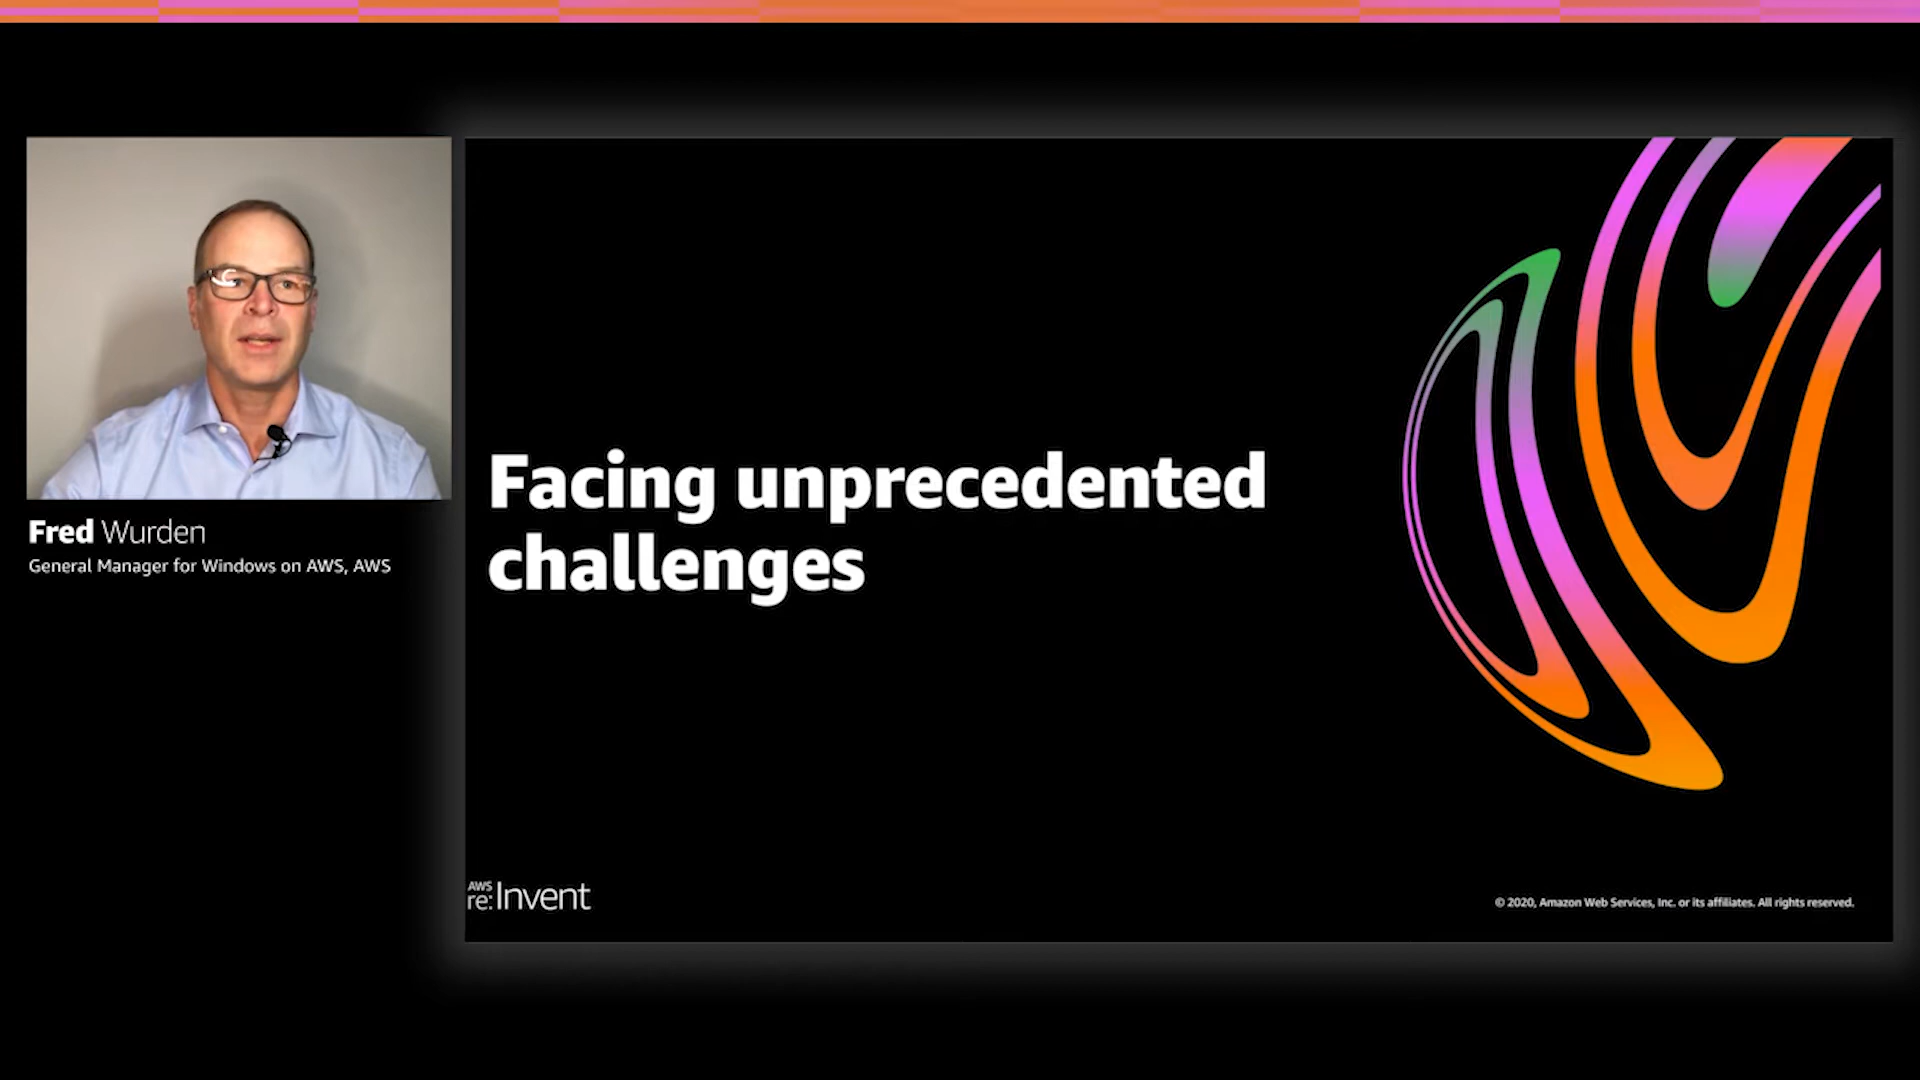 Fred Wurden
General Manager for Windows on AWS, AWS
Facing unprecedented
challenges
AWS
re:Invent
© 2020, Amazon Web Services, Inc. or its affiliates. All rights reserved.